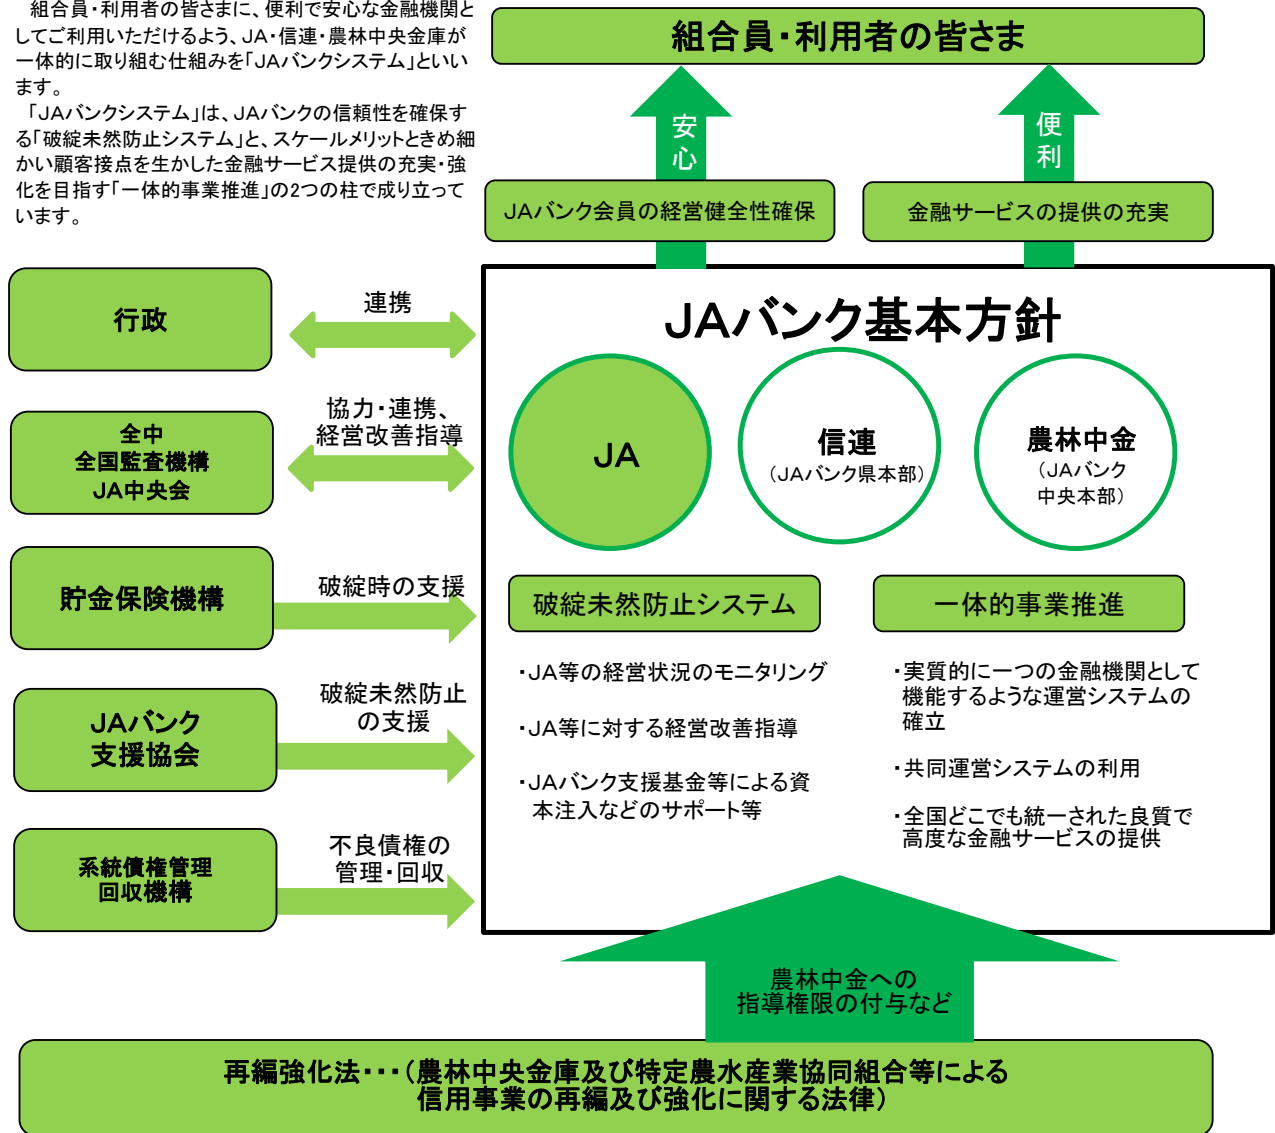 組合員・利用者の皆さまに、便利で安心な金融機関と
してご利用いただけるよう、JA・信連・農林中央金庫が
一体的に取り組む仕組みを「JAバンクシステム」といい
ます。
「JAバンクシステム」は、JAバンクの信頼性を確保す
る「破綻未然防止システム」と、スケールメリットときめ細
かい顧客接点を生かした金融サービス提供の充実・強
化を目指す「一体的事業推進」の2つの柱で成り立って
います。
組合員・利用者の皆さま
安心
便利
JAバンク会員の経営健全性確保
金融サービスの提供の充実
行政
連携
全中
全国監査機構
JA中央会
協力・連携、
経営改善指導
貯金保険機構
破綻時の支援
JAバンク
支援協会
破綻未然防止
の支援
系統債権管理
回収機構
不良債権の
管理・回収
JAバンク基本方針
JA
信連
（JAバンク県本部）
農林中金
（JAバンク
中央本部）
破綻未然防止システム
・JA等の経営状況のモニタリング
・JA等に対する経営改善指導
・JAバンク支援基金等による資
本注入などのサポート等
一体的事業推進
・実質的に一つの金融機関として
機能するような運営システムの
確立
・共同運営システムの利用
・全国どこでも統一された良質で
高度な金融サービスの提供
農林中金への
指導権限の付与など
再編強化法・・・（農林中央金庫及び特定農水産業協同組合等による
信用事業の再編及び強化に関する法律）